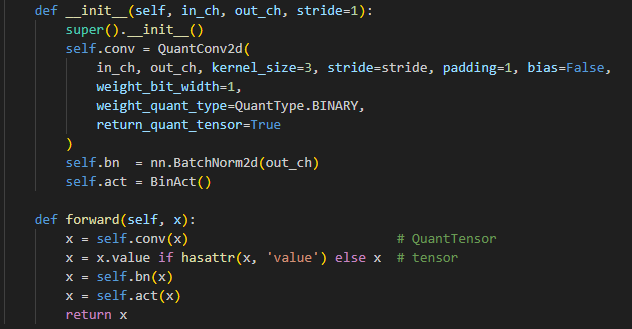 def __init__(self, in_ch, out_ch, stride=1):
    super().__init__()
    self.conv = QuantConv2d(
        in_ch, out_ch, kernel_size=3, stride=stride, padding=1, bias=False,
        weight_bit_width=1,
        weight_quant_type=QuantType.BINARY,
        return_quant_tensor=True
    )
    self.bn  = nn.BatchNorm2d(out_ch)
    self.act = BinAct()

def forward(self, x):
    x = self.conv(x)                          # QuantTensor
    x = x.value if hasattr(x, 'value') else x  # tensor
    x = self.bn(x)
    x = self.act(x)
    return x